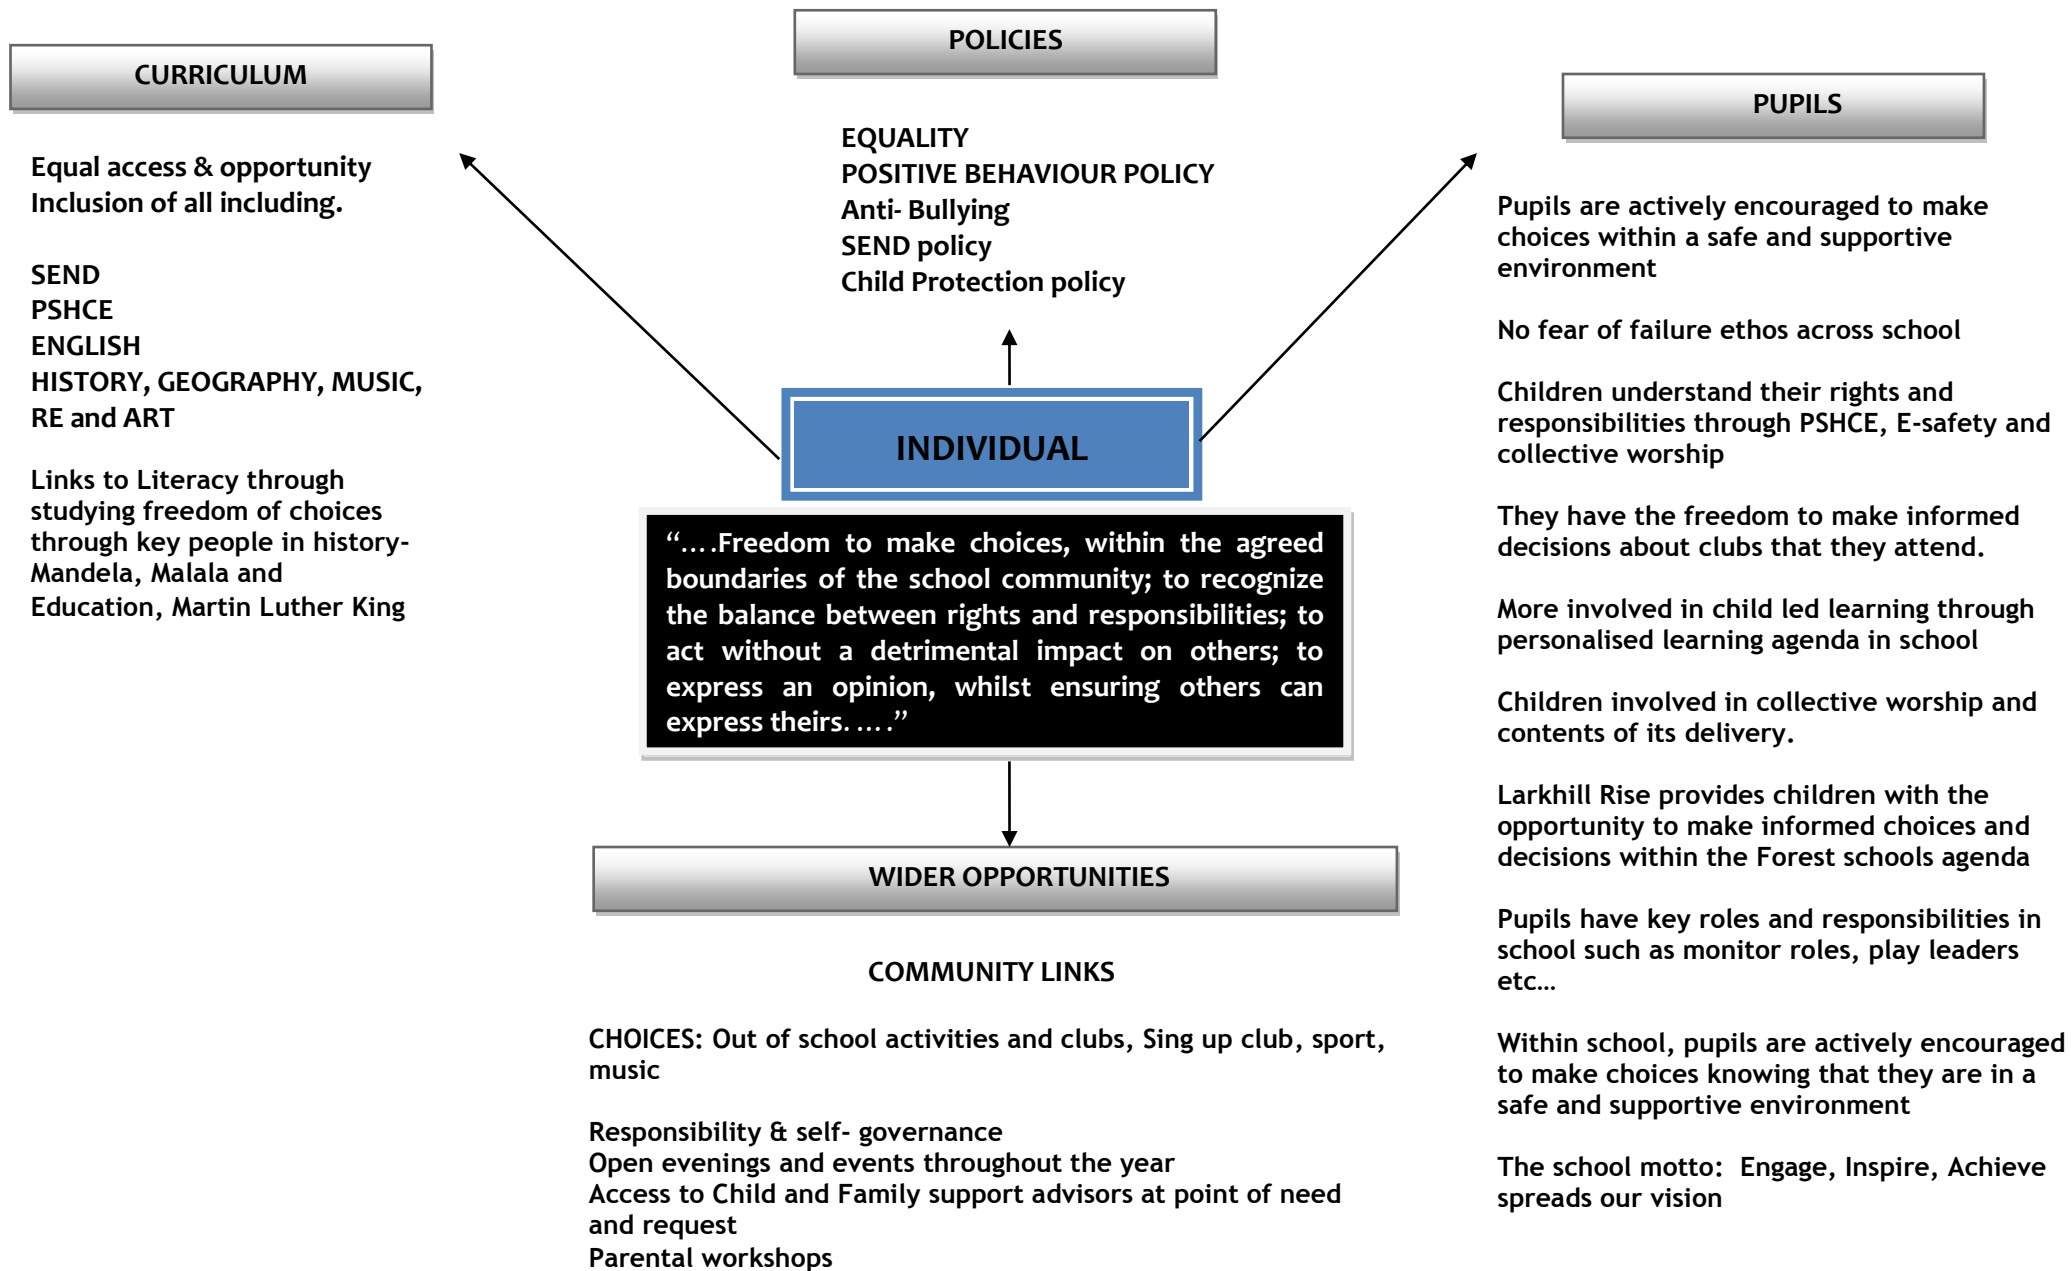 CURRICULUM
Equal access & opportunity
Inclusion of all including.
SEND
PSHCE
ENGLISH
HISTORY, GEOGRAPHY, MUSIC,
RE and ART
Links to Literacy through
studying freedom of choices
through key people in history-
Mandela, Malala and
Education, Martin Luther King
POLICIES
EQUALITY
POSITIVE BEHAVIOUR POLICY
Anti- Bullying
SEND policy
Child Protection policy
INDIVIDUAL
“….Freedom to make choices, within the agreed
boundaries of the school community; to recognize
the balance between rights and responsibilities; to
act without a detrimental impact on others; to
express an opinion, whilst ensuring others can
express theirs. ….”
WIDER OPPORTUNITIES
COMMUNITY LINKS
CHOICES: Out of school activities and clubs, Sing up club, sport,
music
Responsibility & self- governance
Open evenings and events throughout the year
Access to Child and Family support advisors at point of need
and request
Parental workshops
PUPILS
Pupils are actively encouraged to make
choices within a safe and supportive
environment
No fear of failure ethos across school
Children understand their rights and
responsibilities through PSHCE, E-safety and
collective worship
They have the freedom to make informed
decisions about clubs that they attend.
More involved in child led learning through
personalised learning agenda in school
Children involved in collective worship and
contents of its delivery.
Larkhill Rise provides children with the
opportunity to make informed choices and
decisions within the Forest schools agenda
Pupils have key roles and responsibilities in
school such as monitor roles, play leaders
etc…
Within school, pupils are actively encouraged
to make choices knowing that they are in a
safe and supportive environment
The school motto:  Engage, Inspire, Achieve
spreads our vision